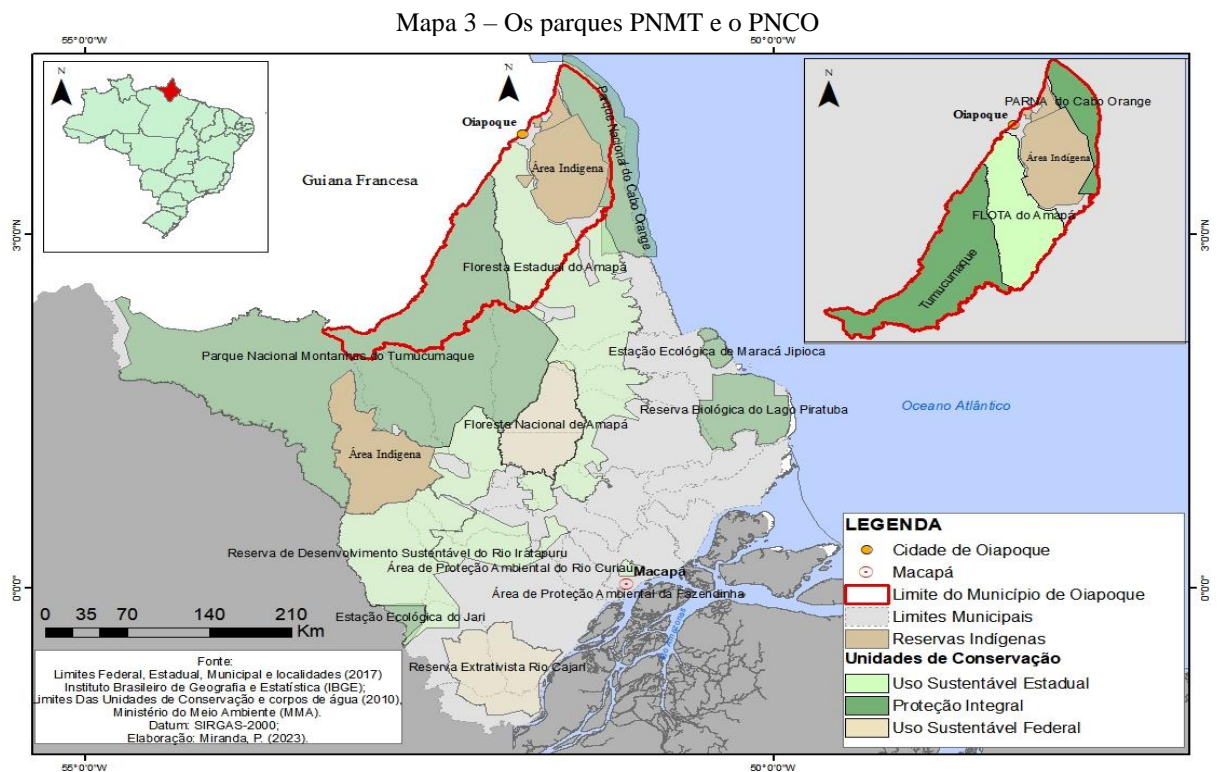 Mapa 3 – Os parques PNMT e o PNCO
55°0'0"W
50°0'0"W
N
N
N
Oiapoque
Parque Nacional do Cabo Orange
Área Indígena
Guiana Francesa
PARNA do Cabo Orange
Oiapoque
Área Indígena
FLOTA do Amapá
Tumucumaque
3°0'0"N
3°0'0"N
Floresta Estadual do Amapá
Parque Nacional Montanhas do Tumucumaque
Estação Ecológica de Maracá Jipioca
Reserva Biológica do Lago Piratuba
Oceano Atlântico
Floresta Nacional de Amapá
Área Indígena
Reserva de Desenvolvimento Sustentável do Rio Iratapuru
Área de Proteção Ambiental do Rio Curiaú
Macapá
Área de Proteção Ambiental da Fazendinha
0°0'0"
0°0'0"
Estação Ecológica do Jari
Reserva Extrativista Rio Cajari
0 35 70 140 210
Km
Fonte:
Limites Federal, Estadual, Municipal e localidades (2017)
Instituto Brasileiro de Geografia e Estatística (IBGE);
Limites Das Unidades de Conservação e corpos de água (2010),
Ministério do Meio Ambiente (MMA).
Datum: SIRGAS-2000;
Elaboração: Miranda, P. (2023).
LEGENDA
Cidade de Oiapoque
Macapá
Limite do Município de Oiapoque
Limites Municipais
Reservas Indígenas
Unidades de Conservação
Uso Sustentável Estadual
Proteção Integral
Uso Sustentável Federal
55°0'0"W
50°0'0"W